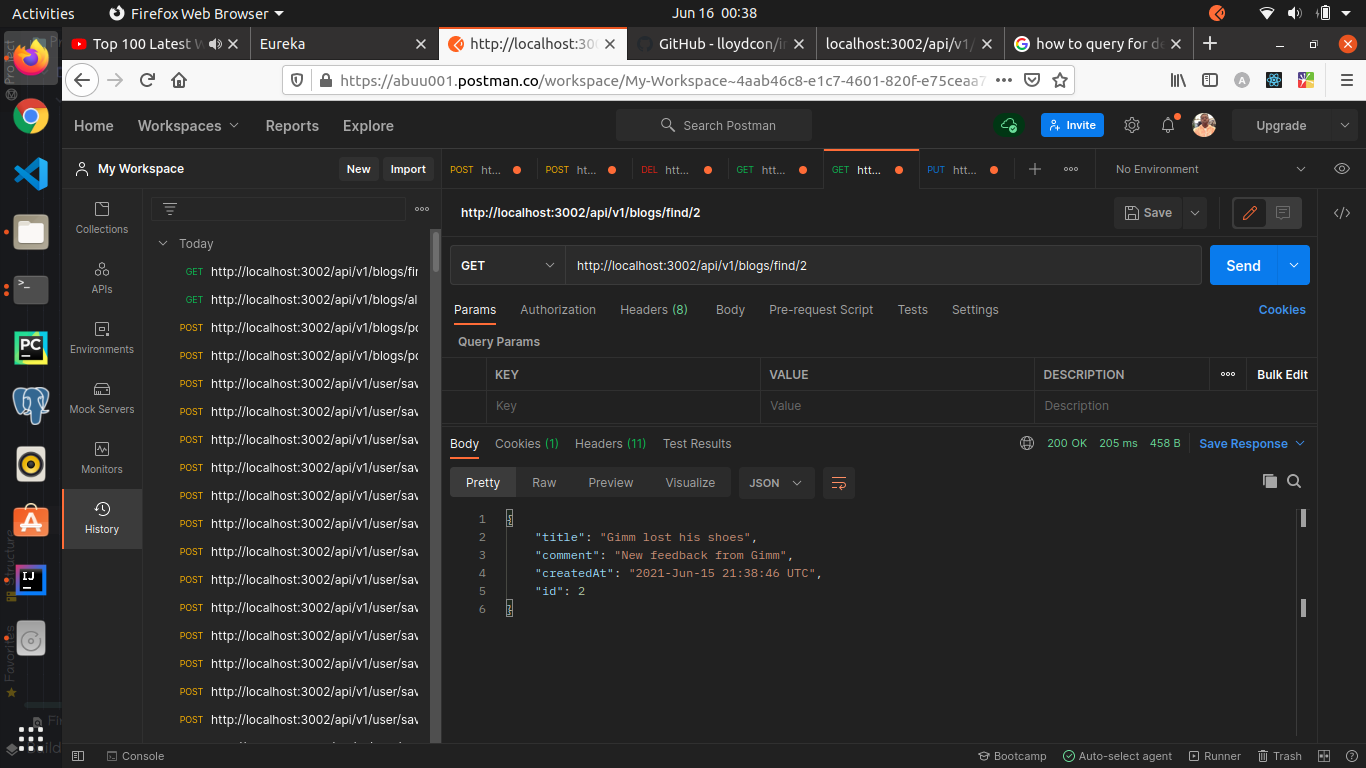 Activities Firefox Web Browser Jun 16 00:38
Top 100 Latest W Eureka http://localhost:300 GitHub - lloydcon/in localhost:3002/api/v1/ how to query for de
https://abuu001.postman.co/workspace/My-Workspace~4aab46c8-e1c7-4601-820f-e75ceaa7
Home Workspaces Reports Explore Search Postman Invite Upgrade
My Workspace New Import POST htt... POST htt... DEL htt... GET htt... GET htt... PUT htt... No Environment
Collections
APIs
Environments
Mock Servers
Monitors
History
Today
GET http://localhost:3002/api/v1/blogs/fin
GET http://localhost:3002/api/v1/blogs/al
POST http://localhost:3002/api/v1/blogs/po
POST http://localhost:3002/api/v1/blogs/po
POST http://localhost:3002/api/v1/user/sav
POST http://localhost:3002/api/v1/user/sav
POST http://localhost:3002/api/v1/user/sav
POST http://localhost:3002/api/v1/user/sav
POST http://localhost:3002/api/v1/user/sav
POST http://localhost:3002/api/v1/user/sav
POST http://localhost:3002/api/v1/user/sav
POST http://localhost:3002/api/v1/user/sav
POST http://localhost:3002/api/v1/user/sav
POST http://localhost:3002/api/v1/user/sav
POST http://localhost:3002/api/v1/user/sav
POST http://localhost:3002/api/v1/user/sav
POST http://localhost:3002/api/v1/user/sav
http://localhost:3002/api/v1/blogs/find/2 Save
GET http://localhost:3002/api/v1/blogs/find/2 Send
Params Authorization Headers (8) Body Pre-request Script Tests Settings Cookies
Query Params
KEY VALUE DESCRIPTION Bulk Edit
Key Value Description
Body Cookies (1) Headers (11) Test Results 200 OK 205 ms 458 B Save Response
Pretty Raw Preview Visualize JSON
1 {
2 "title": "Gimm lost his shoes",
3 "comment": "New feedback from Gimm",
4 "createdAt": "2021-Jun-15 21:38:46 UTC",
5 "id": 2
6 }
Console Bootcamp Auto-select agent Runner Trash
PC
IJ
Project
Structure
Favorites